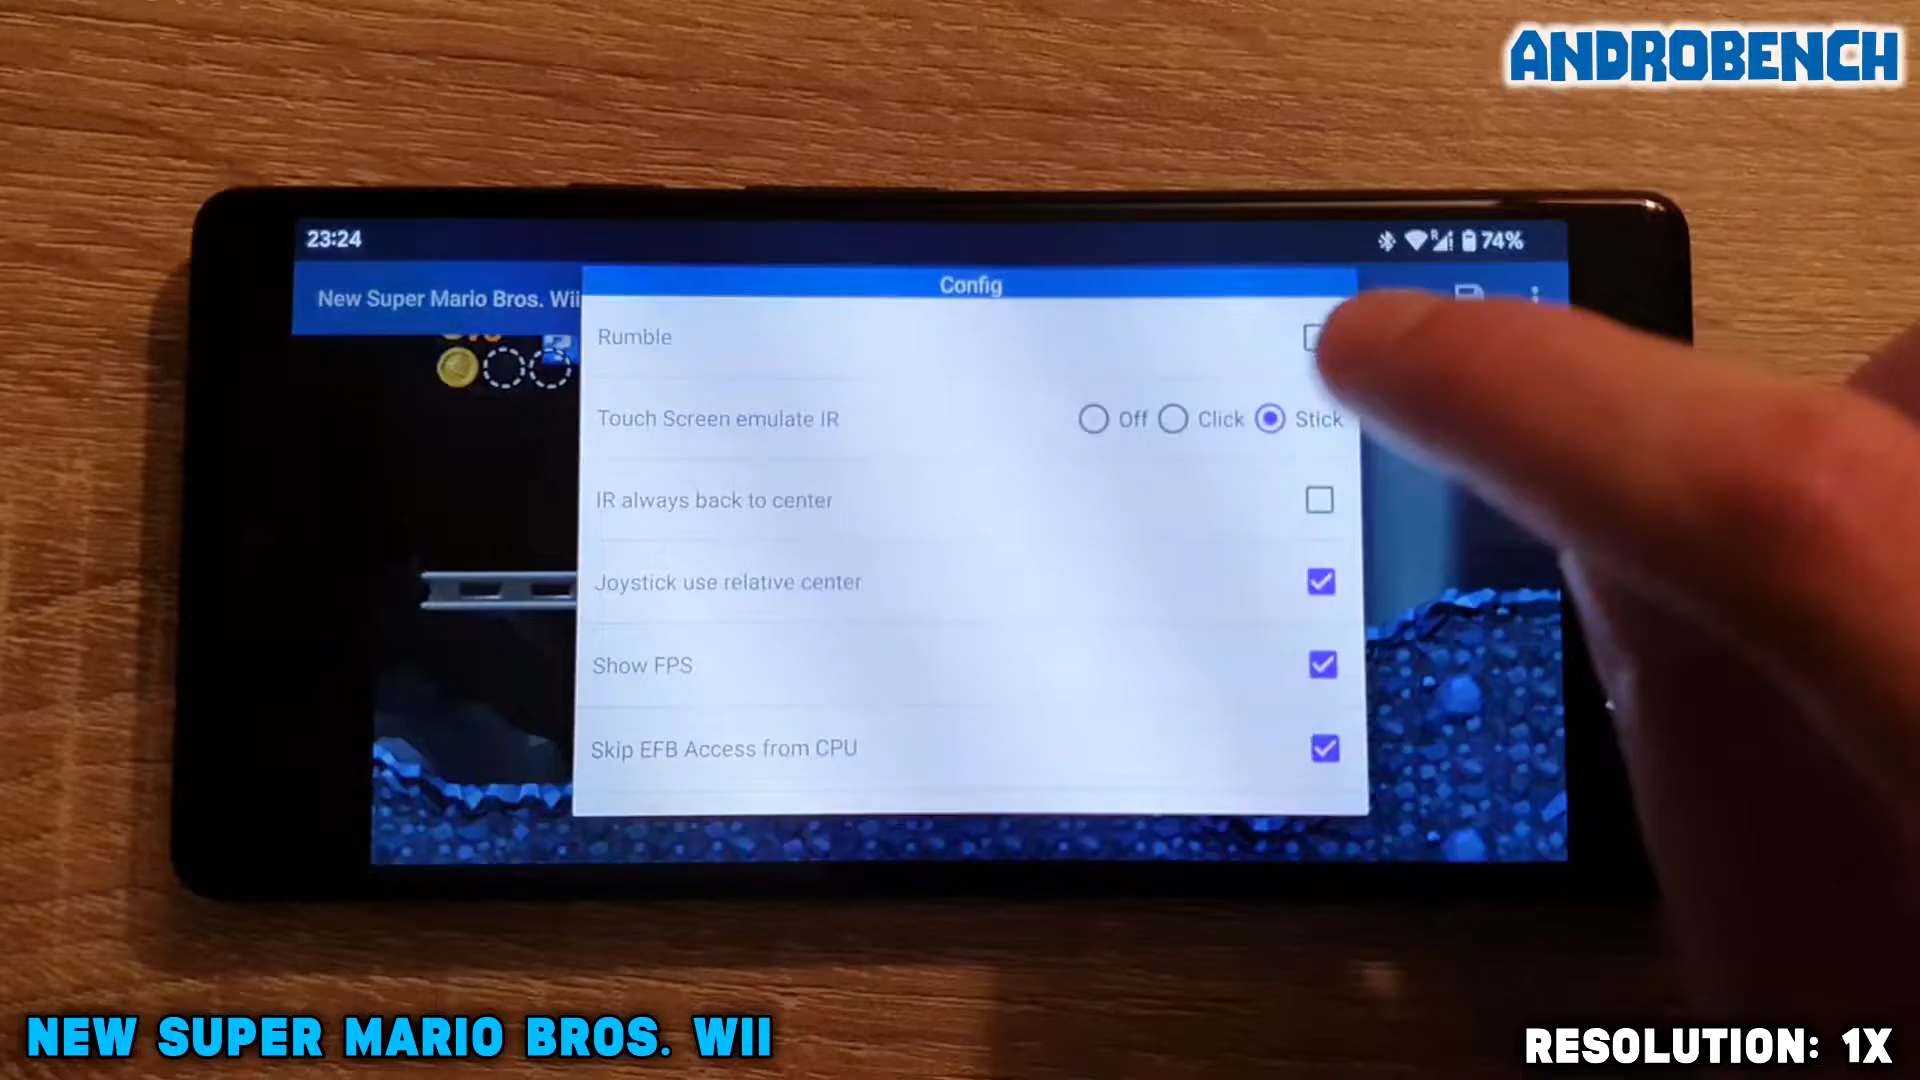 ANDROBENCH
23:24
R
74%
New Super Mario Bros. Wii
Config
Rumble
Touch Screen emulate IR
Off
Click
Stick
IR always back to center
Joystick use relative center
Show FPS
Skip EFB Access from CPU
NEW SUPER MARIO BROS. WII
RESOLUTION: 1X